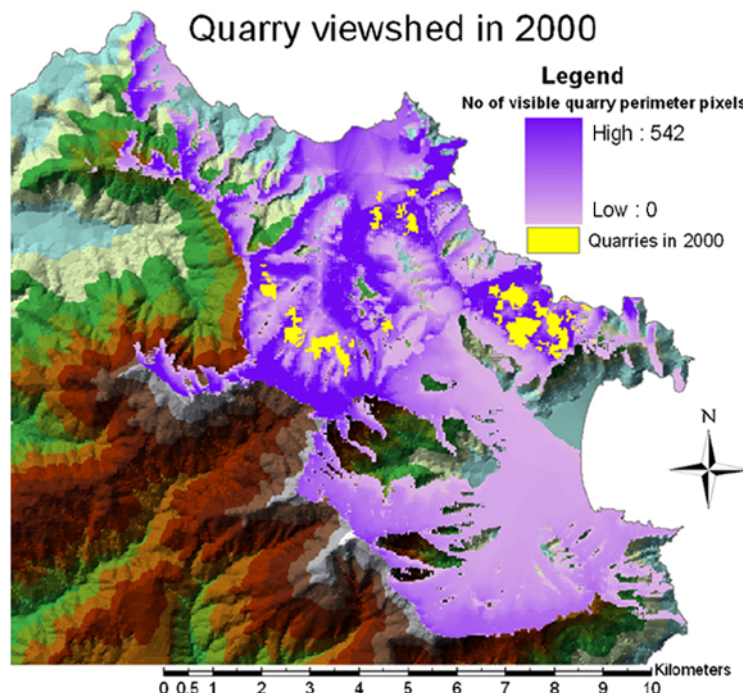 Quarry viewshed in 2000
Legend
No of visible quarry perimeter pixels
High : 542
Low : 0
Quarries in 2000
N
Kilometers
0 0.5 1 2 3 4 5 6 7 8 9 10